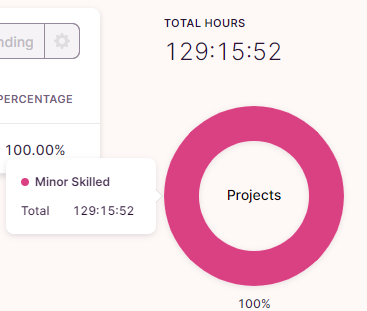 nding
PERCENTAGE
100.00%
Minor Skilled
Total 129:15:52
TOTAL HOURS
129:15:52
Projects
100%